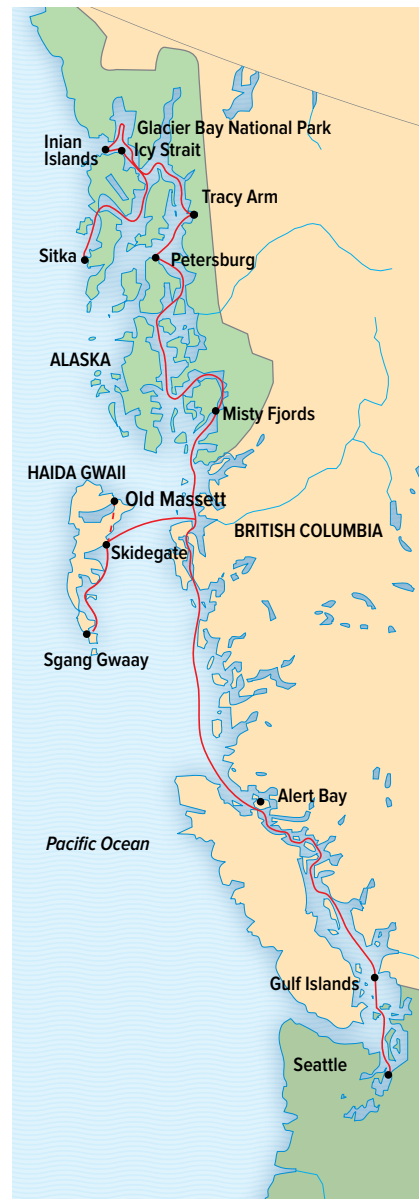 Glacier Bay National Park
Inian
Islands
Icy Strait
Tracy Arm
Sitka
Petersburg
ALASKA
Misty Fjords
HAIDA GWAII
Old Massett
BRITISH COLUMBIA
Skidegate
Sgang Gwaay
Alert Bay
Pacific Ocean
Gulf Islands
Seattle